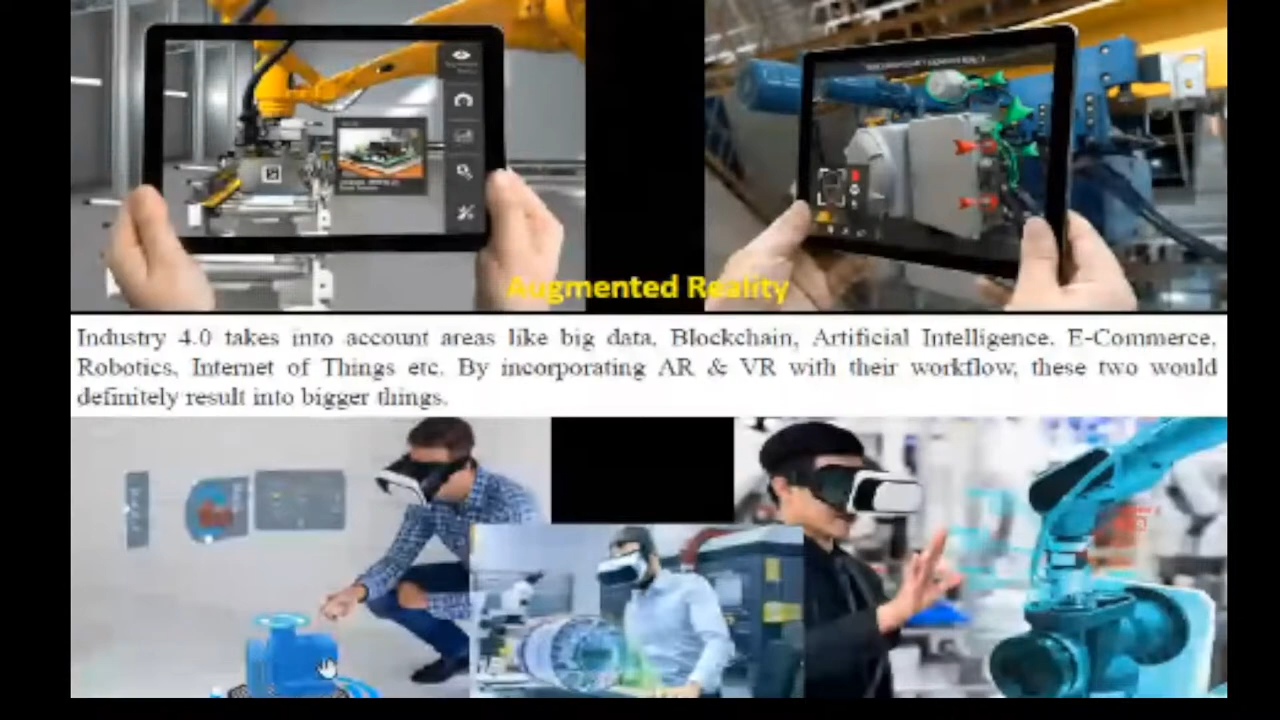 Augmented Reality
Industry 4.0 takes into account areas like big data, Blockchain, Artificial Intelligence. E-Commerce,
Robotics, Internet of Things etc. By incorporating AR & VR with their workflow, these two would
definitely result into bigger things.